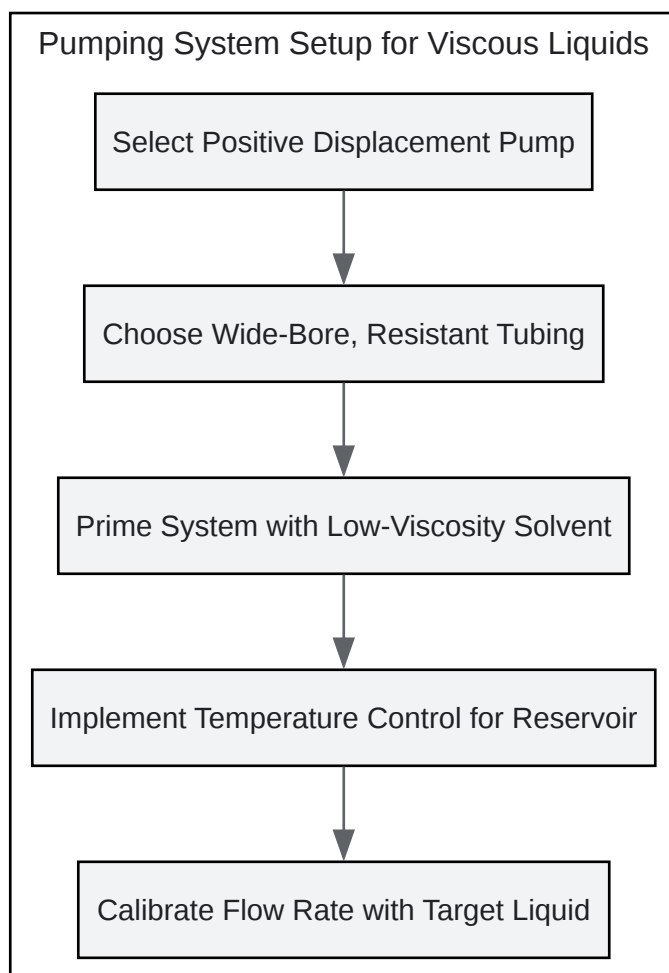 Pumping System Setup for Viscous Liquids
Select Positive Displacement Pump
Choose Wide-Bore, Resistant Tubing
Prime System with Low-Viscosity Solvent
Implement Temperature Control for Reservoir
Calibrate Flow Rate with Target Liquid